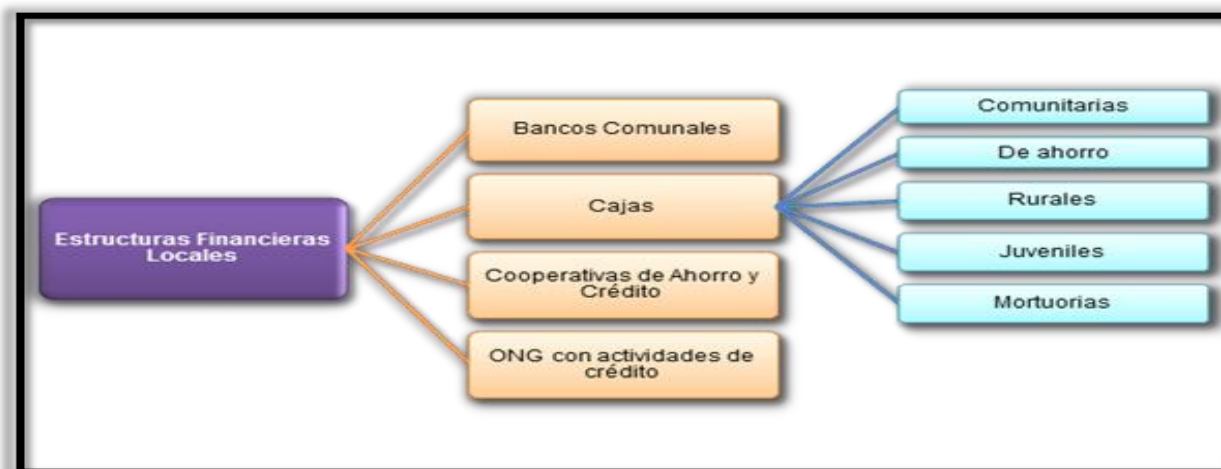 Estructuras Financieras
Locales
Bancos Comunales
Cajas
Cooperativas de Ahorro y
Crédito
ONG con actividades de
crédito
Comunitarias
De ahorro
Rurales
Juveniles
Mortuorias